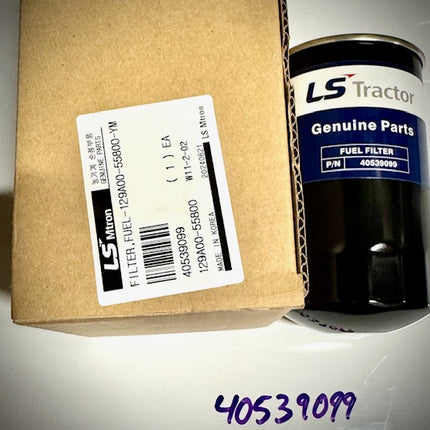 농기계 순정부품
GENUINE PARTS
LS Mtron
FILTER,FUEL-129A00-55800-YM
( 1 ) EA
W11-2-02
40539099
20240621 LS Mtron
129A00-55800
MADE IN KOREA
LS Tractor
Genuine Parts
FUEL FILTER
P/N 40539099
40539099